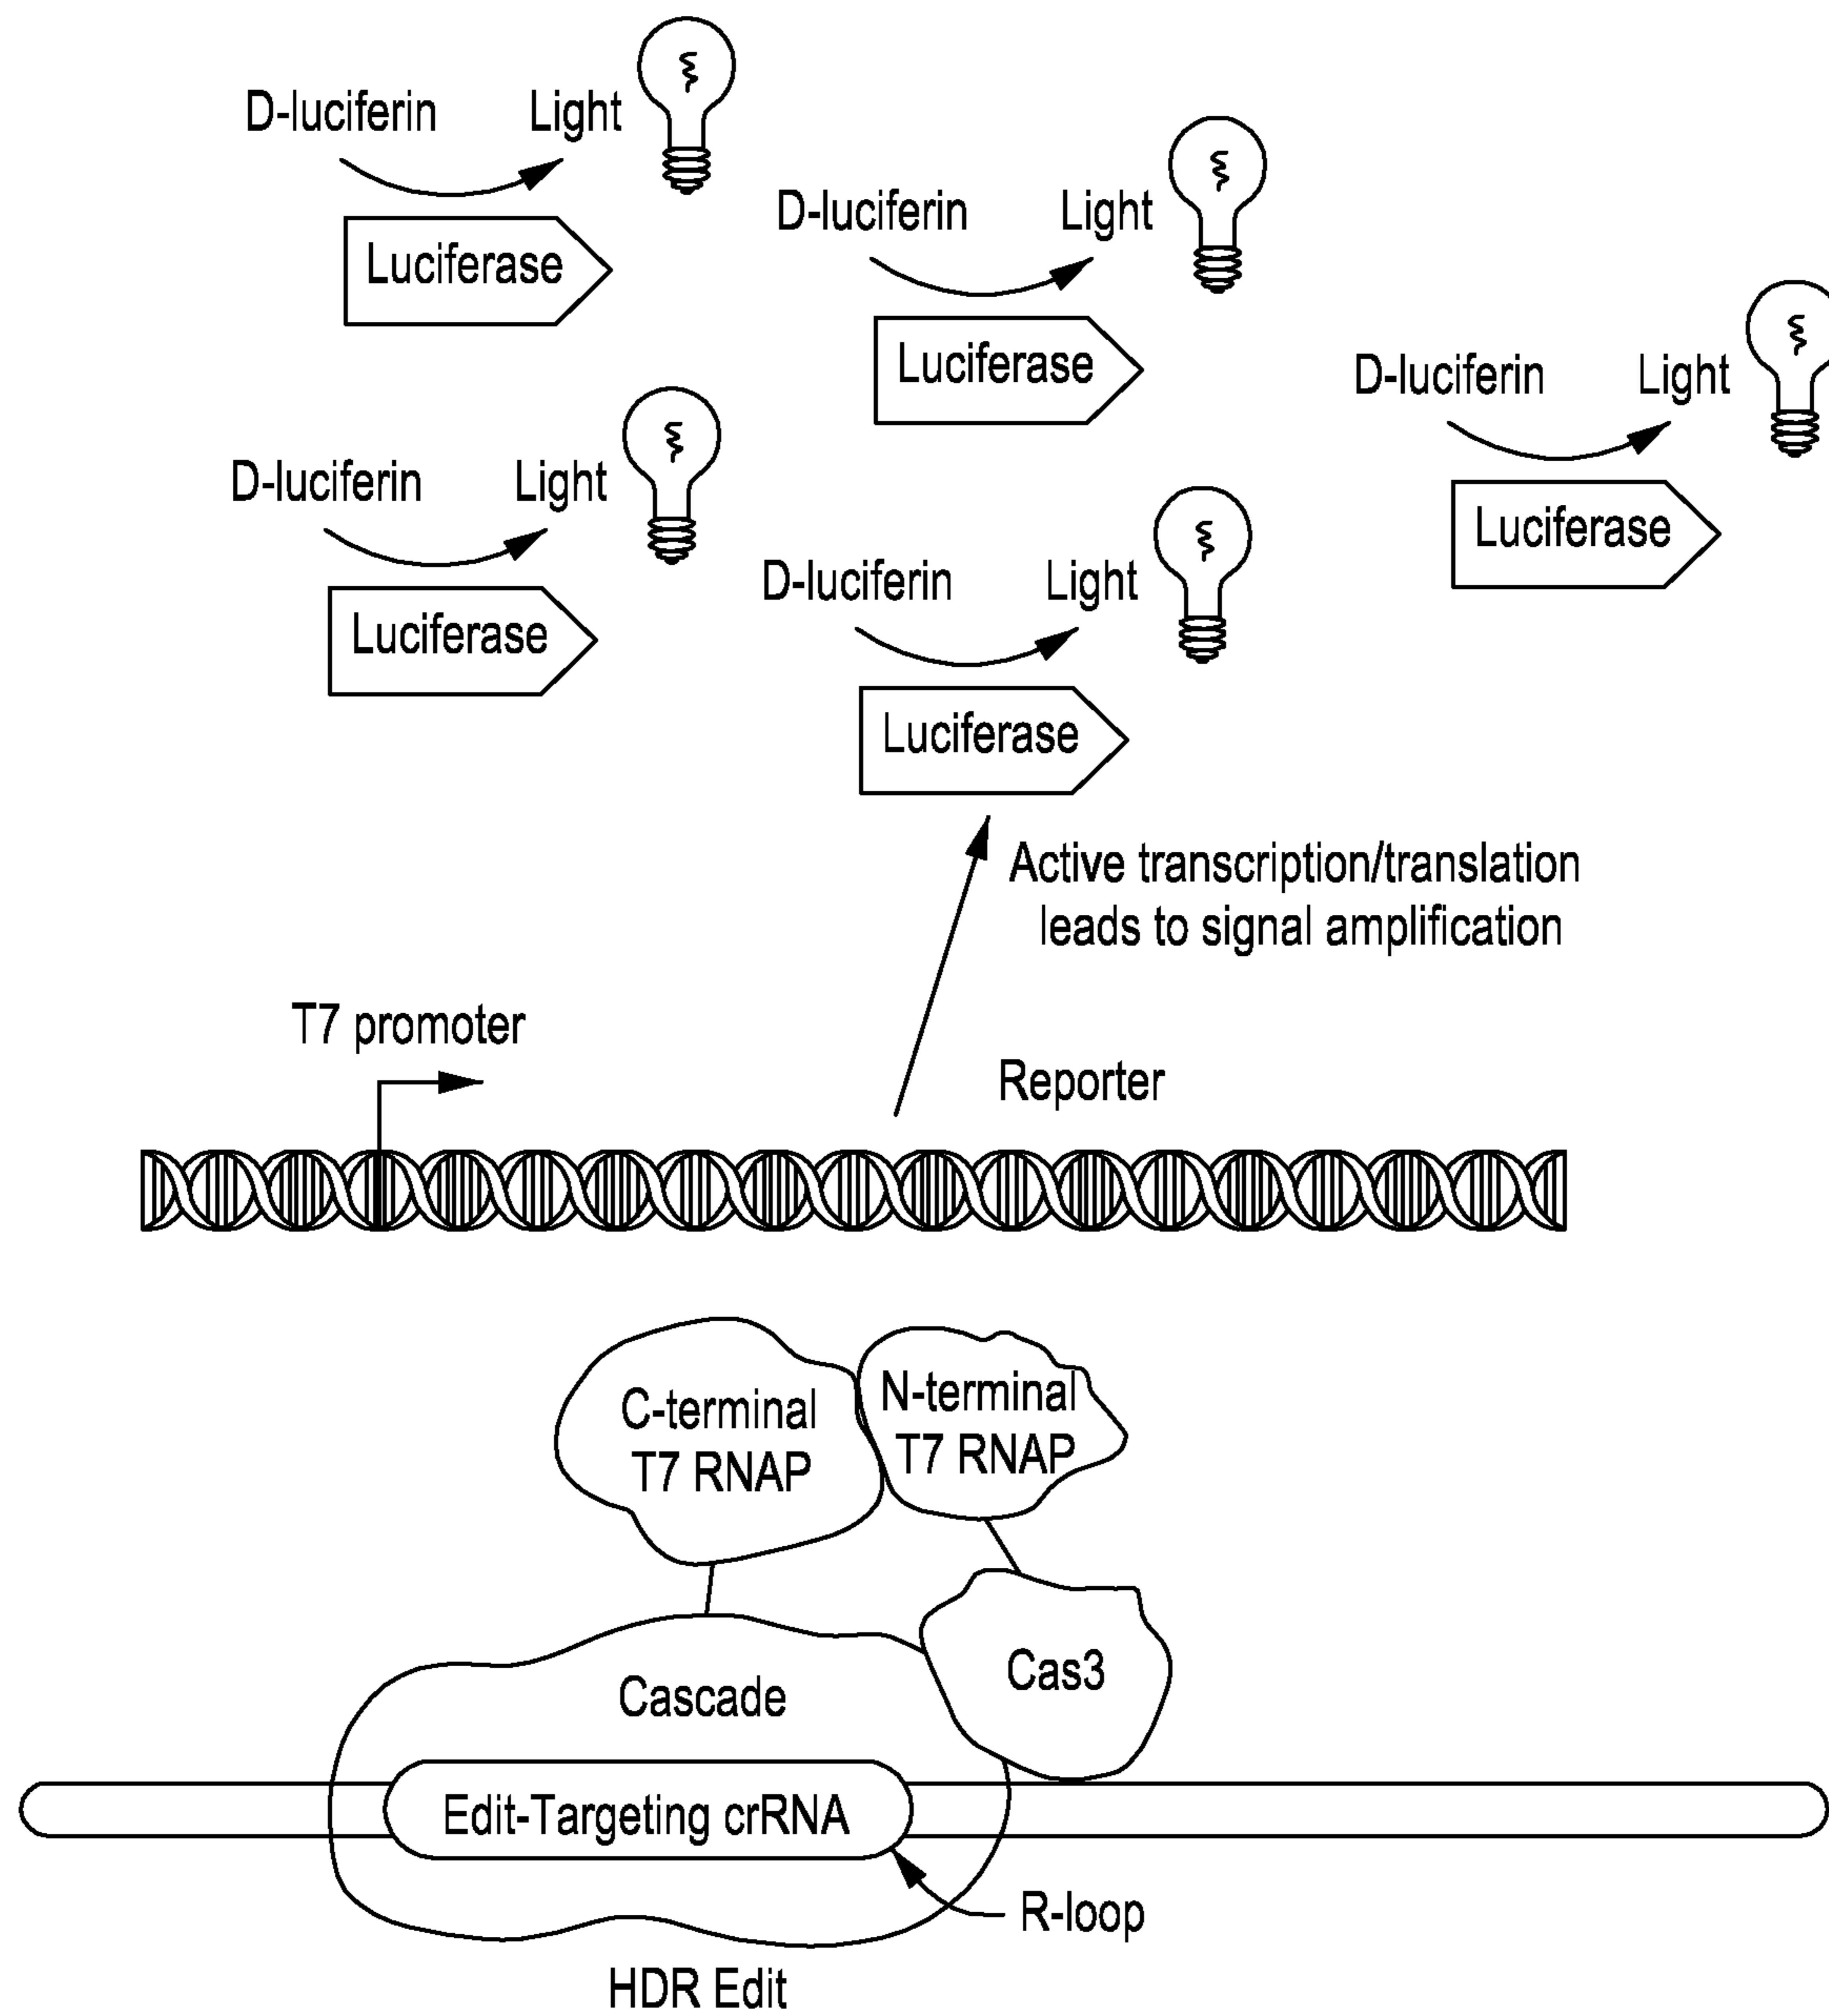 D-luciferin Light
Luciferase
D-luciferin Light
Luciferase
D-luciferin Light
Luciferase
D-luciferin Light
Luciferase
D-luciferin Light
Luciferase
Active transcription/translation
leads to signal amplification
T7 promoter
Reporter
C-terminal
T7 RNAP
N-terminal
T7 RNAP
Cas3
Cascade
Edit-Targeting crRNA
R-loop
HDR Edit